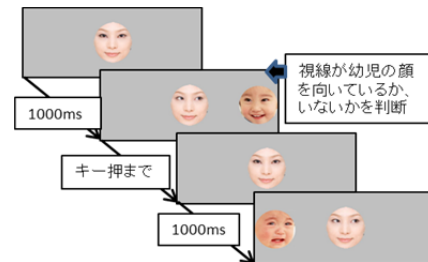 視線が幼児の顔
を向いているか、
いないかを判断
1000ms
キー押まで
1000ms